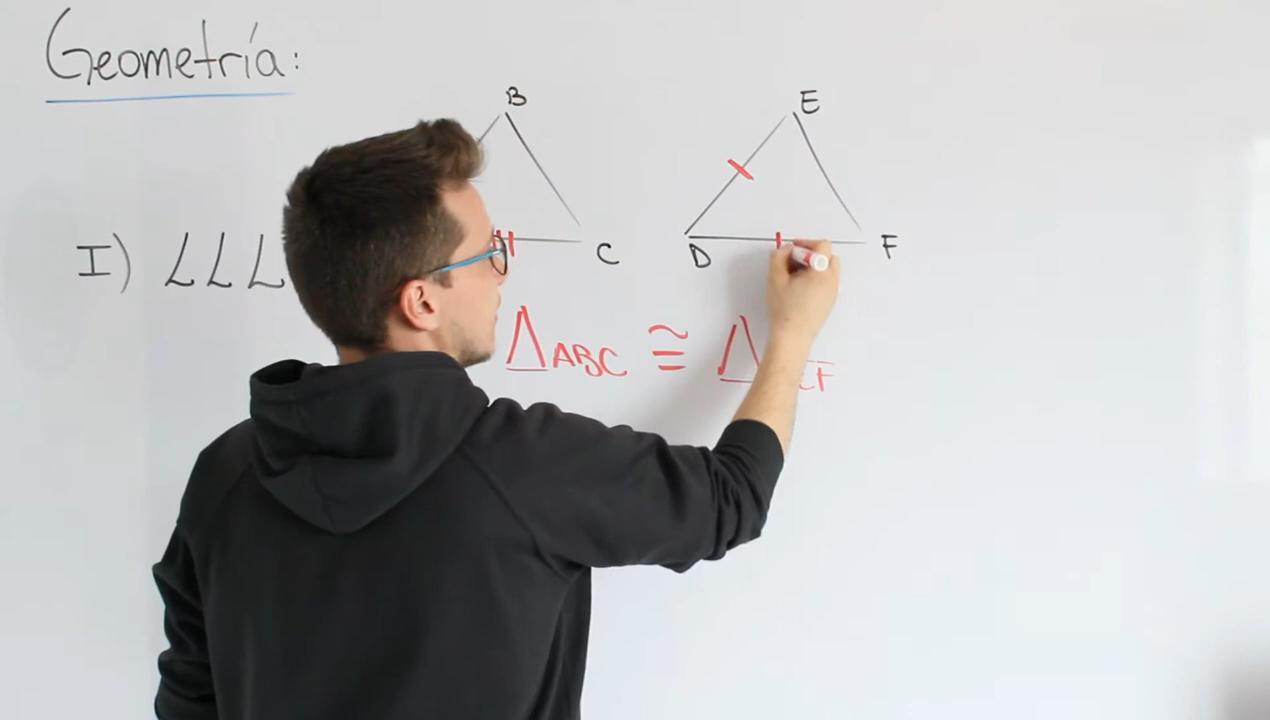 Geometría:
B
E
I) LLL
C
D
F
ΔABC ≅ Δ